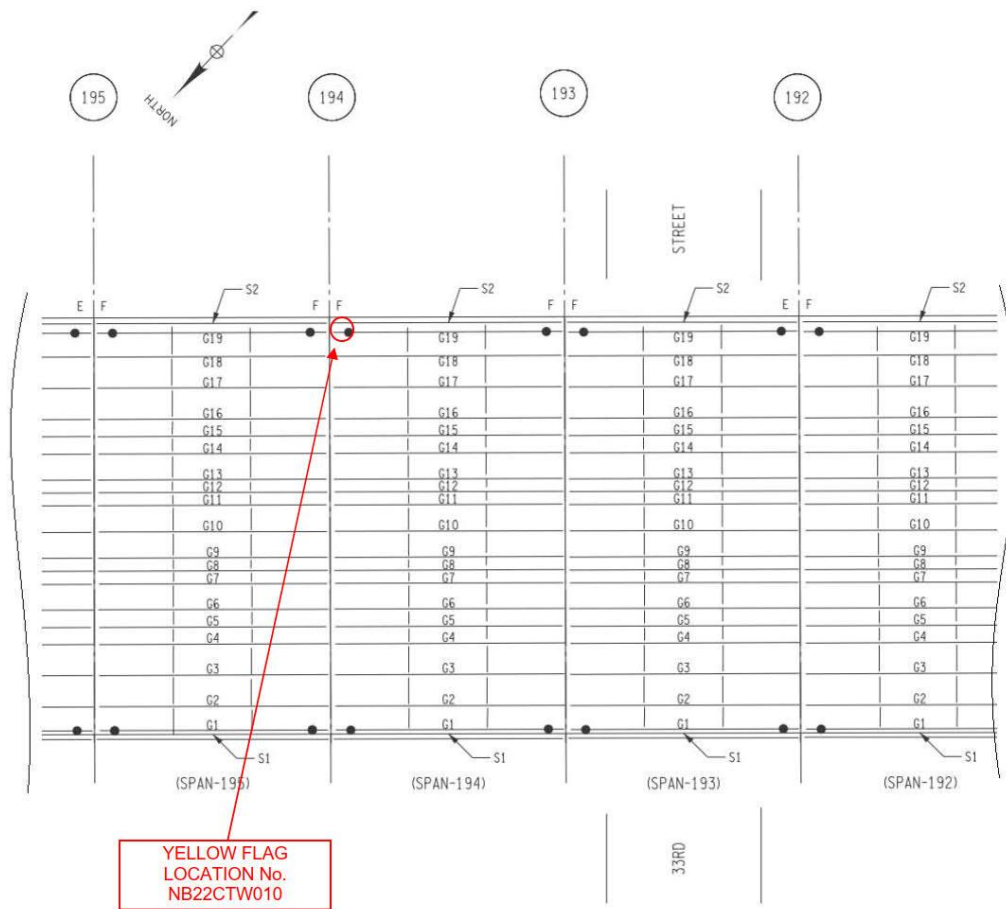 NORTH
195
194
193
192
STREET
S2
S2
S2
S2
E F
F F
F F
E F
G19
G19
G19
G19
G18
G18
G18
G18
G17
G17
G17
G17
G16
G16
G16
G16
G15
G15
G15
G15
G14
G14
G14
G14
G13
G13
G13
G13
G12
G12
G12
G12
G11
G11
G11
G11
G10
G10
G10
G10
G9
G9
G9
G9
G8
G8
G8
G8
G7
G7
G7
G7
G6
G6
G6
G6
G5
G5
G5
G5
G4
G4
G4
G4
G3
G3
G3
G3
G2
G2
G2
G2
G1
G1
G1
G1
S1
S1
S1
S1
(SPAN-195)
(SPAN-194)
(SPAN-193)
(SPAN-192)
33RD
YELLOW FLAG
LOCATION No.
NB22CTW010